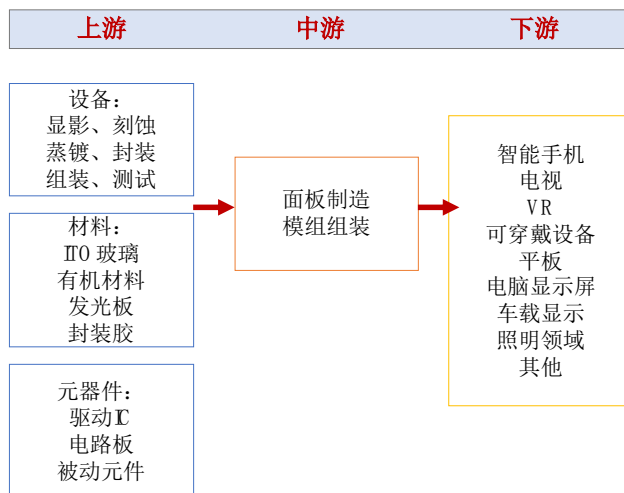 上游 中游 下游
设备：
显影、刻蚀
蒸镀、封装
组装、测试
材料：
ITO 玻璃
有机材料
发光板
封装胶
元器件：
驱动IC
电路板
被动元件
面板制造
模组组装
智能手机
电视
VR
可穿戴设备
平板
电脑显示屏
车载显示
照明领域
其他